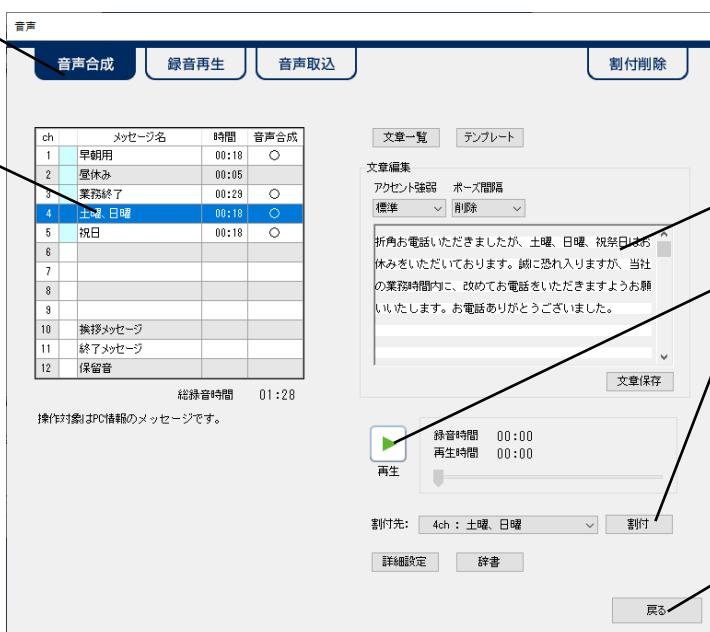 音声
音声合成 録音再生 音声取込 割付削除
ch メッセージ名 時間 音声合成
1 早朝用 00:18 ○
2 昼休み 00:05
3 業務終了 00:29 ○
4 土曜、日曜 00:18 ○
5 祝日 00:18 ○
6
7
8
9
10 挨拶メッセージ
11 終了メッセージ
12 保留音
総録音時間 01:28
操作対象はPC情報のメッセージです。
文章一覧 テンプレート
文章編集
アクセント強弱 ポーズ間隔
標準 削除
折角お電話いただきましたが、土曜、日曜、祝祭日はお
休みをいただいております。誠に恐れ入りますが、当社
の業務時間内に、改めてお電話をいただきますようお願
いいたします。お電話ありがとうございました。
文章保存
録音時間 00:00
再生時間 00:00
再生
割付先: 4ch : 土曜、日曜 割付
詳細設定 辞書
戻る